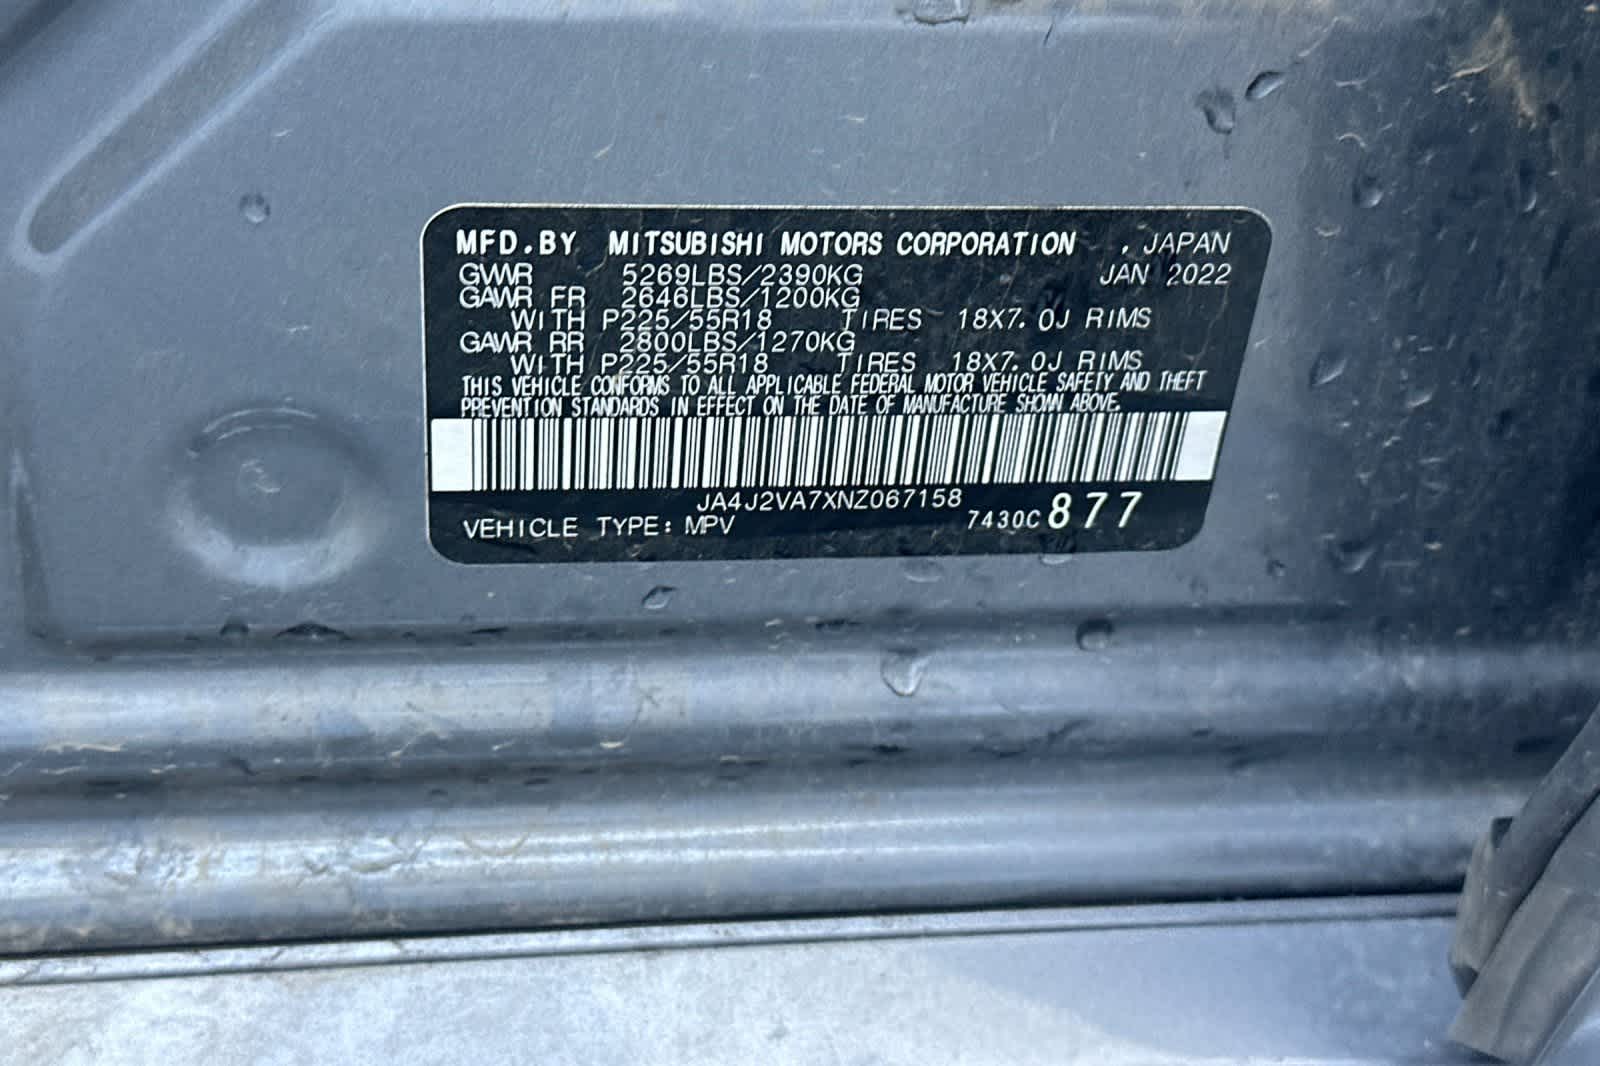 MFD.BY MITSUBISHI MOTORS CORPORATION , JAPAN
GVWR 5269LBS/2390KG JAN 2022
GAWR FR 2646LBS/1200KG
WITH P225/55R18 TIRES 18X7.0J RIMS
GAWR RR 2800LBS/1270KG
WITH P225/55R18 TIRES 18X7.0J RIMS
THIS VEHICLE CONFORMS TO ALL APPLICABLE FEDERAL MOTOR VEHICLE SAFETY AND THEFT
PREVENTION STANDARDS IN EFFECT ON THE DATE OF MANUFACTURE SHOWN ABOVE.
JA4J2VA7XNZ067158
VEHICLE TYPE: MPV 7430C 877